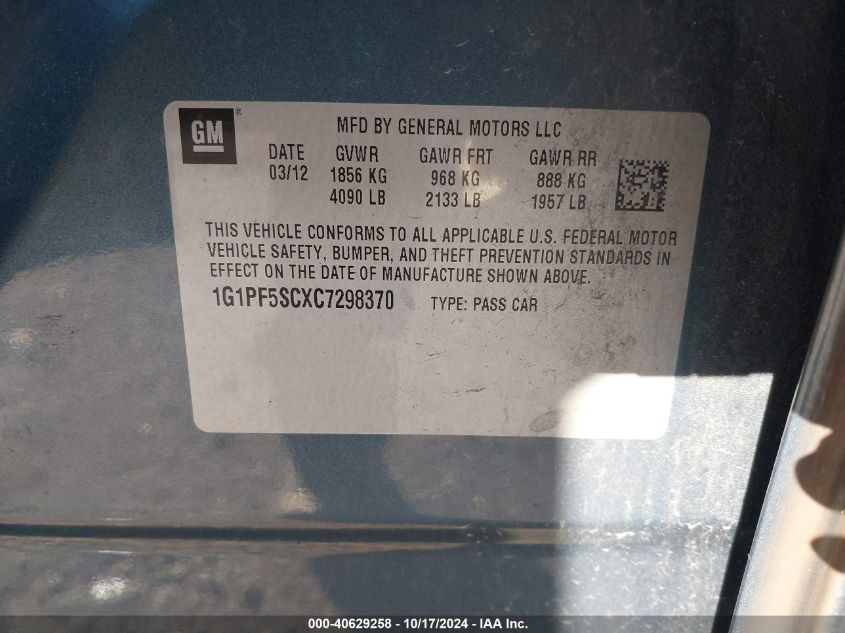 GM®
MFD BY GENERAL MOTORS LLC
DATE GVWR GAWR FRT GAWR RR
03/12 1856 KG 968 KG 888 KG
4090 LB 2133 LB 1957 LB
THIS VEHICLE CONFORMS TO ALL APPLICABLE U.S. FEDERAL MOTOR
VEHICLE SAFETY, BUMPER, AND THEFT PREVENTION STANDARDS IN
EFFECT ON THE DATE OF MANUFACTURE SHOWN ABOVE.
1G1PF5SCXC7298370 TYPE: PASS CAR
000-40629258 - 10/17/2024 - IAA Inc.